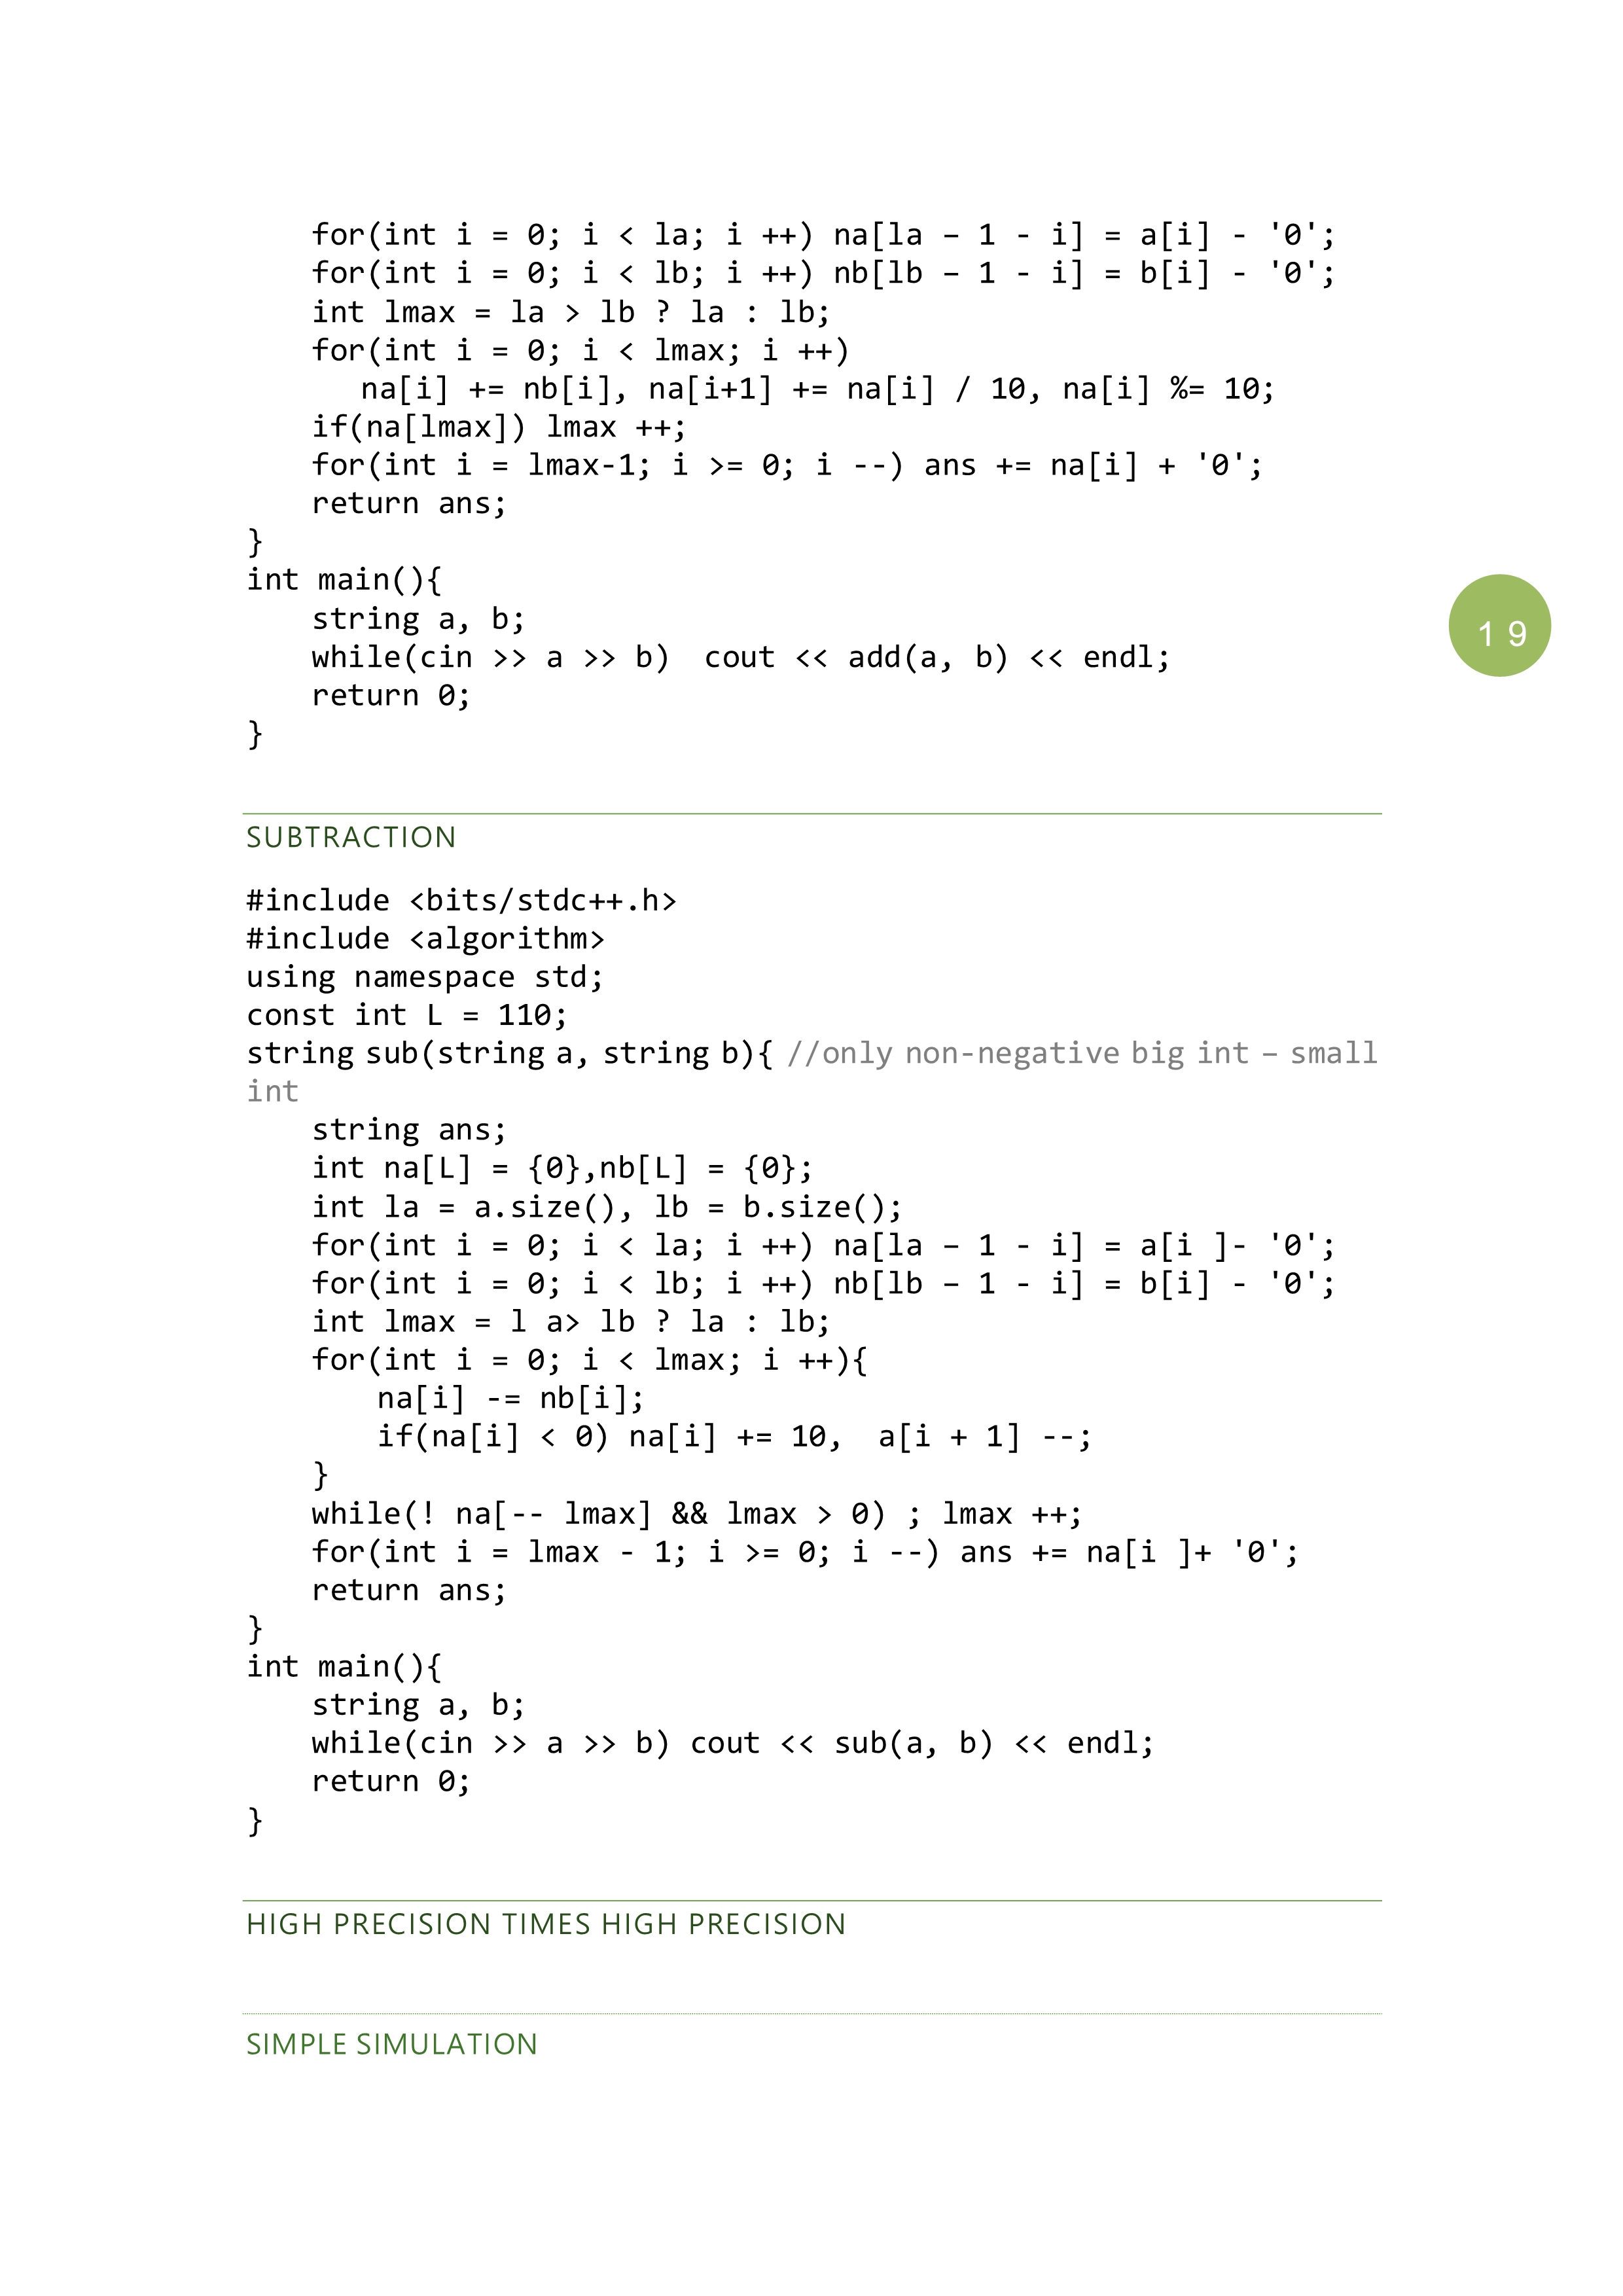 for(int i = 0; i < la; i ++) na[la – 1 - i] = a[i] - '0';
    for(int i = 0; i < lb; i ++) nb[lb – 1 - i] = b[i] - '0';
    int lmax = la > lb ? la : lb;
    for(int i = 0; i < lmax; i ++)
       na[i] += nb[i], na[i+1] += na[i] / 10, na[i] %= 10;
    if(na[lmax]) lmax ++;
    for(int i = lmax-1; i >= 0; i --) ans += na[i] + '0';
    return ans;
}
int main(){
    string a, b;
    while(cin >> a >> b)  cout << add(a, b) << endl;
    return 0;
}
19
SUBTRACTION
#include <bits/stdc++.h>
#include <algorithm>
using namespace std;
const int L = 110;
string sub(string a, string b){ //only non-negative big int – small
int
    string ans;
    int na[L] = {0},nb[L] = {0};
    int la = a.size(), lb = b.size();
    for(int i = 0; i < la; i ++) na[la – 1 - i] = a[i ]- '0';
    for(int i = 0; i < lb; i ++) nb[lb – 1 - i] = b[i] - '0';
    int lmax = l a> lb ? la : lb;
    for(int i = 0; i < lmax; i ++){
        na[i] -= nb[i];
        if(na[i] < 0) na[i] += 10,  a[i + 1] --;
    }
    while(! na[-- lmax] && lmax > 0) ; lmax ++;
    for(int i = lmax - 1; i >= 0; i --) ans += na[i ]+ '0';
    return ans;
}
int main(){
    string a, b;
    while(cin >> a >> b) cout << sub(a, b) << endl;
    return 0;
}
HIGH PRECISION TIMES HIGH PRECISION
SIMPLE SIMULATION